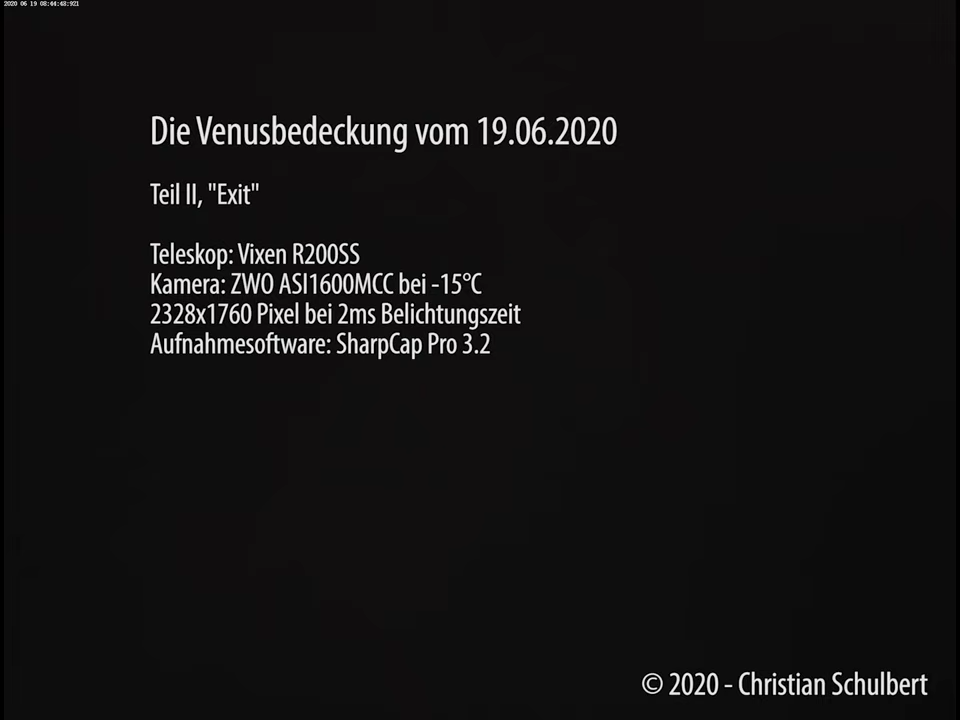 2020 06 19 08:44:48:921
Die Venusbedeckung vom 19.06.2020
Teil II, "Exit"
Teleskop: Vixen R200SS
Kamera: ZWO ASI1600MCC bei -15°C
2328x1760 Pixel bei 2ms Belichtungszeit
Aufnahmesoftware: SharpCap Pro 3.2
© 2020 - Christian Schulbert